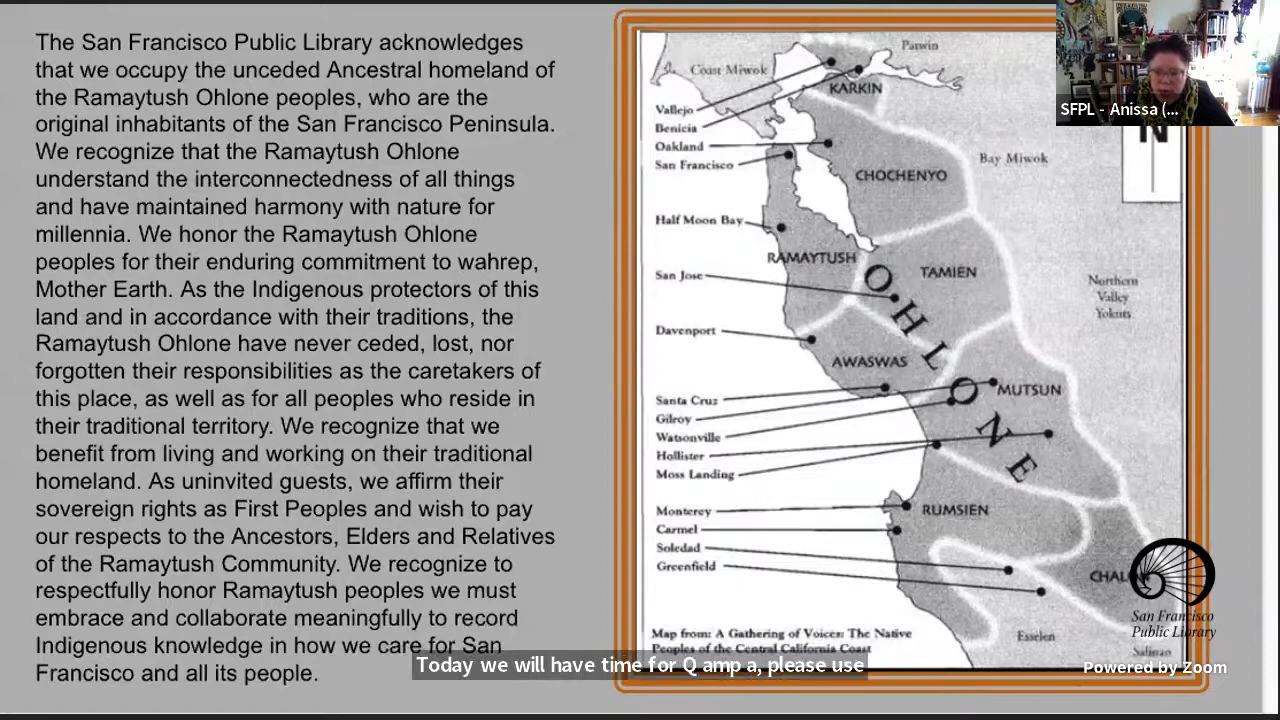 The San Francisco Public Library acknowledges
that we occupy the unceded Ancestral homeland of
the Ramaytush Ohlone peoples, who are the
original inhabitants of the San Francisco Peninsula.
We recognize that the Ramaytush Ohlone
understand the interconnectedness of all things
and have maintained harmony with nature for
millennia. We honor the Ramaytush Ohlone
peoples for their enduring commitment to wahrep,
Mother Earth. As the Indigenous protectors of this
land and in accordance with their traditions, the
Ramaytush Ohlone have never ceded, lost, nor
forgotten their responsibilities as the caretakers of
this place, as well as for all peoples who reside in
their traditional territory. We recognize that we
benefit from living and working on their traditional
homeland. As uninvited guests, we affirm their
sovereign rights as First Peoples and wish to pay
our respects to the Ancestors, Elders and Relatives
of the Ramaytush Community. We recognize to
respectfully honor Ramaytush peoples we must
embrace and collaborate meaningfully to record
Indigenous knowledge in how we care for San
Francisco and all its people.
Patwin
Coast Miwok
KARKIN
Vallejo
Benicia
Oakland
San Francisco
Bay Miwok
CHOCHENYO
Half Moon Bay
RAMAYTUSH
TAMIEN
San Jose
Northern
Valley
Yokuts
OHLONE
Davenport
AWASWAS
MUTSUN
Santa Cruz
Gilroy
Watsonville
Hollister
Moss Landing
Monterey
RUMSIEN
Carmel
Soledad
Greenfield
Esselen
Salinan
Map from: A Gathering of Voices: The Native
Peoples of the Central California Coast
N
SFPL - Anissa (...
San Francisco
Public Library
Today we will have time for Q amp a, please use
Powered by Zoom